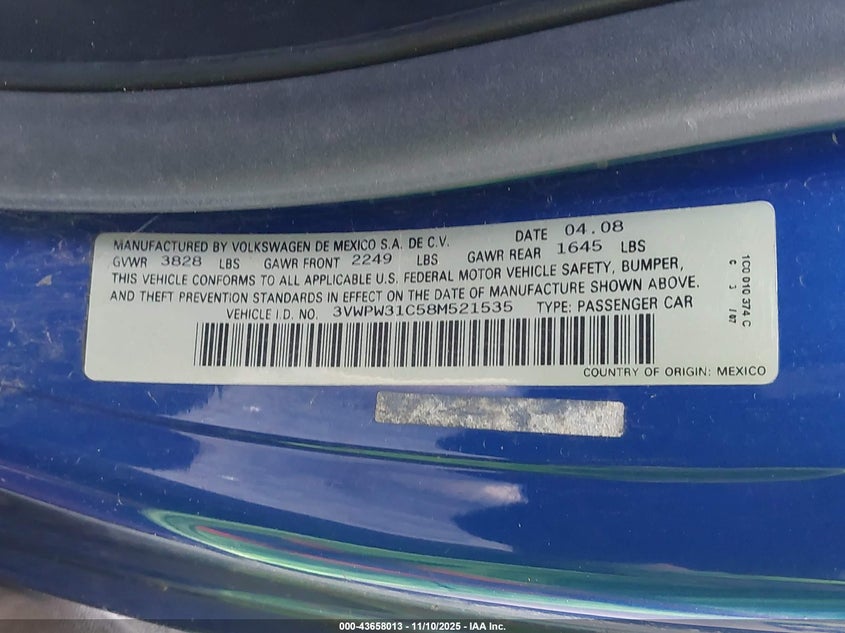 MANUFACTURED BY VOLKSWAGEN DE MEXICO S.A. DE C.V. DATE 04.08
GVWR 3828 LBS GAWR FRONT 2249 LBS GAWR REAR 1645 LBS
THIS VEHICLE CONFORMS TO ALL APPLICABLE U.S. FEDERAL MOTOR VEHICLE SAFETY, BUMPER,
AND THEFT PREVENTION STANDARDS IN EFFECT ON THE DATE OF MANUFACTURE SHOWN ABOVE.
VEHICLE I.D. NO. 3VWPW31C58M521535 TYPE: PASSENGER CAR
COUNTRY OF ORIGIN: MEXICO
1C0 010 374 C
C 3 /07
000-43658013 - 11/10/2025 - IAA Inc.